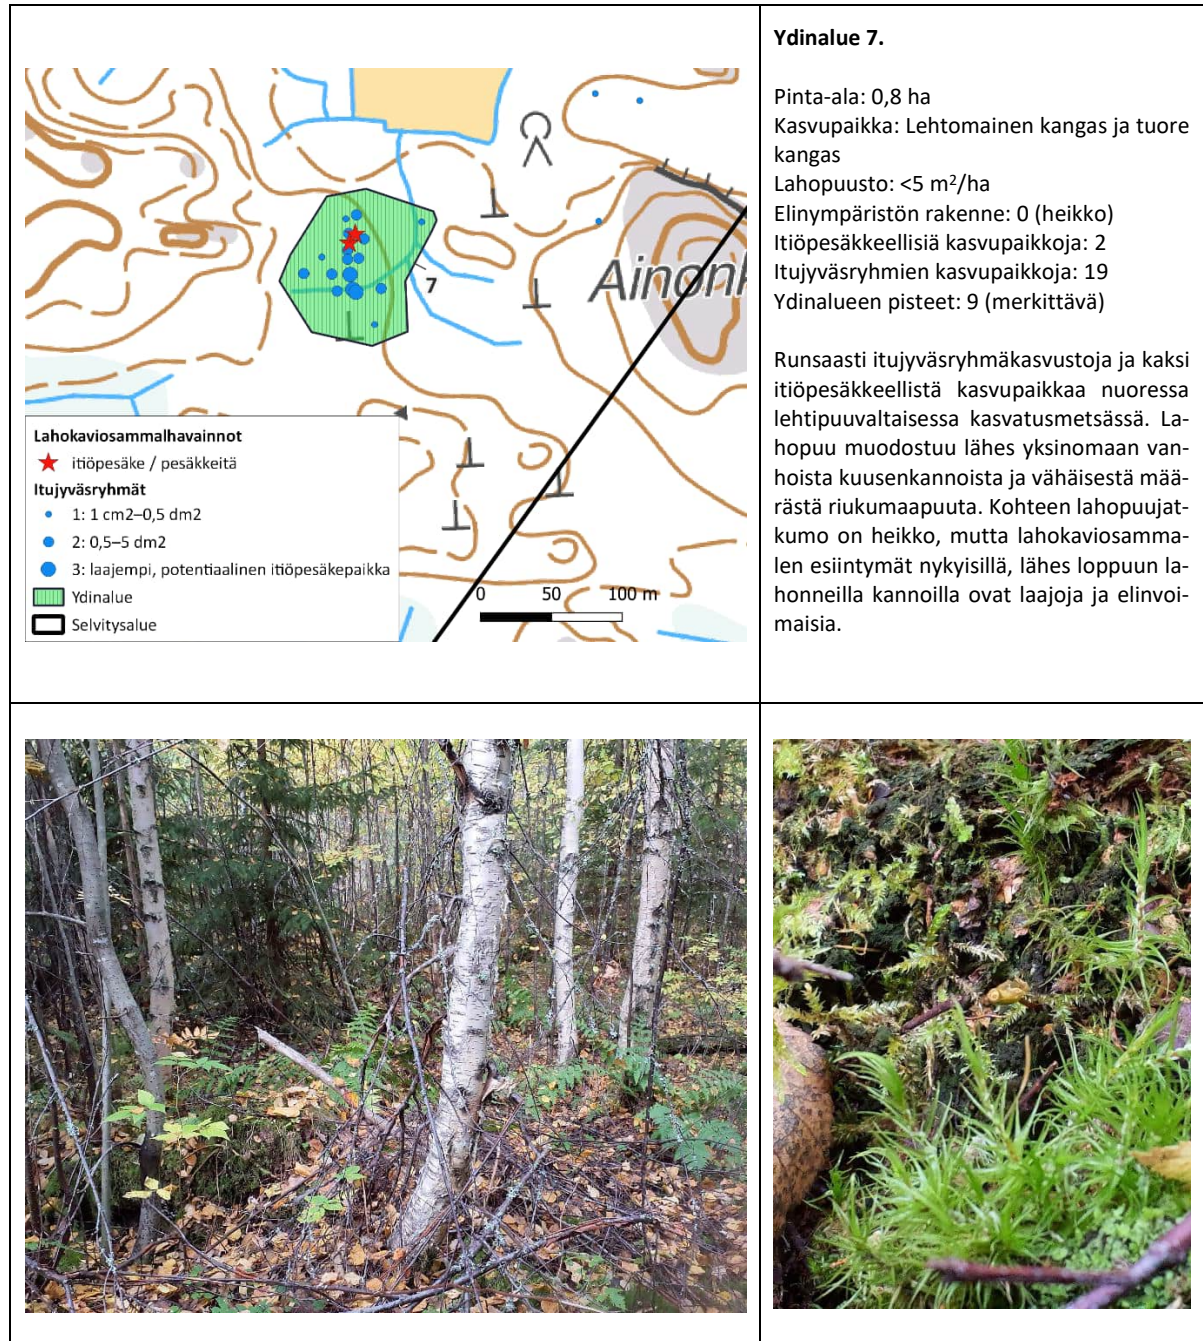 Ydinalue 7.
Pinta-ala: 0,8 ha
Kasvupaikka: Lehtomainen kangas ja tuore
kangas
Lahopuusto: <5 m²/ha
Elinympäristön rakenne: 0 (heikko)
Itiöpesäkkeellisiä kasvupaikkoja: 2
Itujyväsryhmien kasvupaikkoja: 19
Ydinalueen pisteet: 9 (merkittävä)
Runsaasti itujyväsryhmäkasvustoja ja kaksi
itiöpesäkkeellistä kasvupaikkaa nuoressa
lehtipuuvaltaisessa kasvatusmetsässä. La-
hopuu muodostuu lähes yksinomaan van-
hoista kuusenkannoista ja vähäisestä mää-
rästä riukumaapuuta. Kohteen lahopuujat-
kumo on heikko, mutta lahokaviosamma-
len esiintymät nykyisillä, lähes loppuun la-
honneilla kannoilla ovat laajoja ja elinvoi-
maisia.
7
Ainonk
Lahokaviosammalhavainnot
itiöpesäke / pesäkkeitä
Itujyväsryhmät
1: 1 cm2–0,5 dm2
2: 0,5–5 dm2
3: laajempi, potentiaalinen itiöpesäkepaikka
Ydinalue
Selvitysalue
0 50 100 m